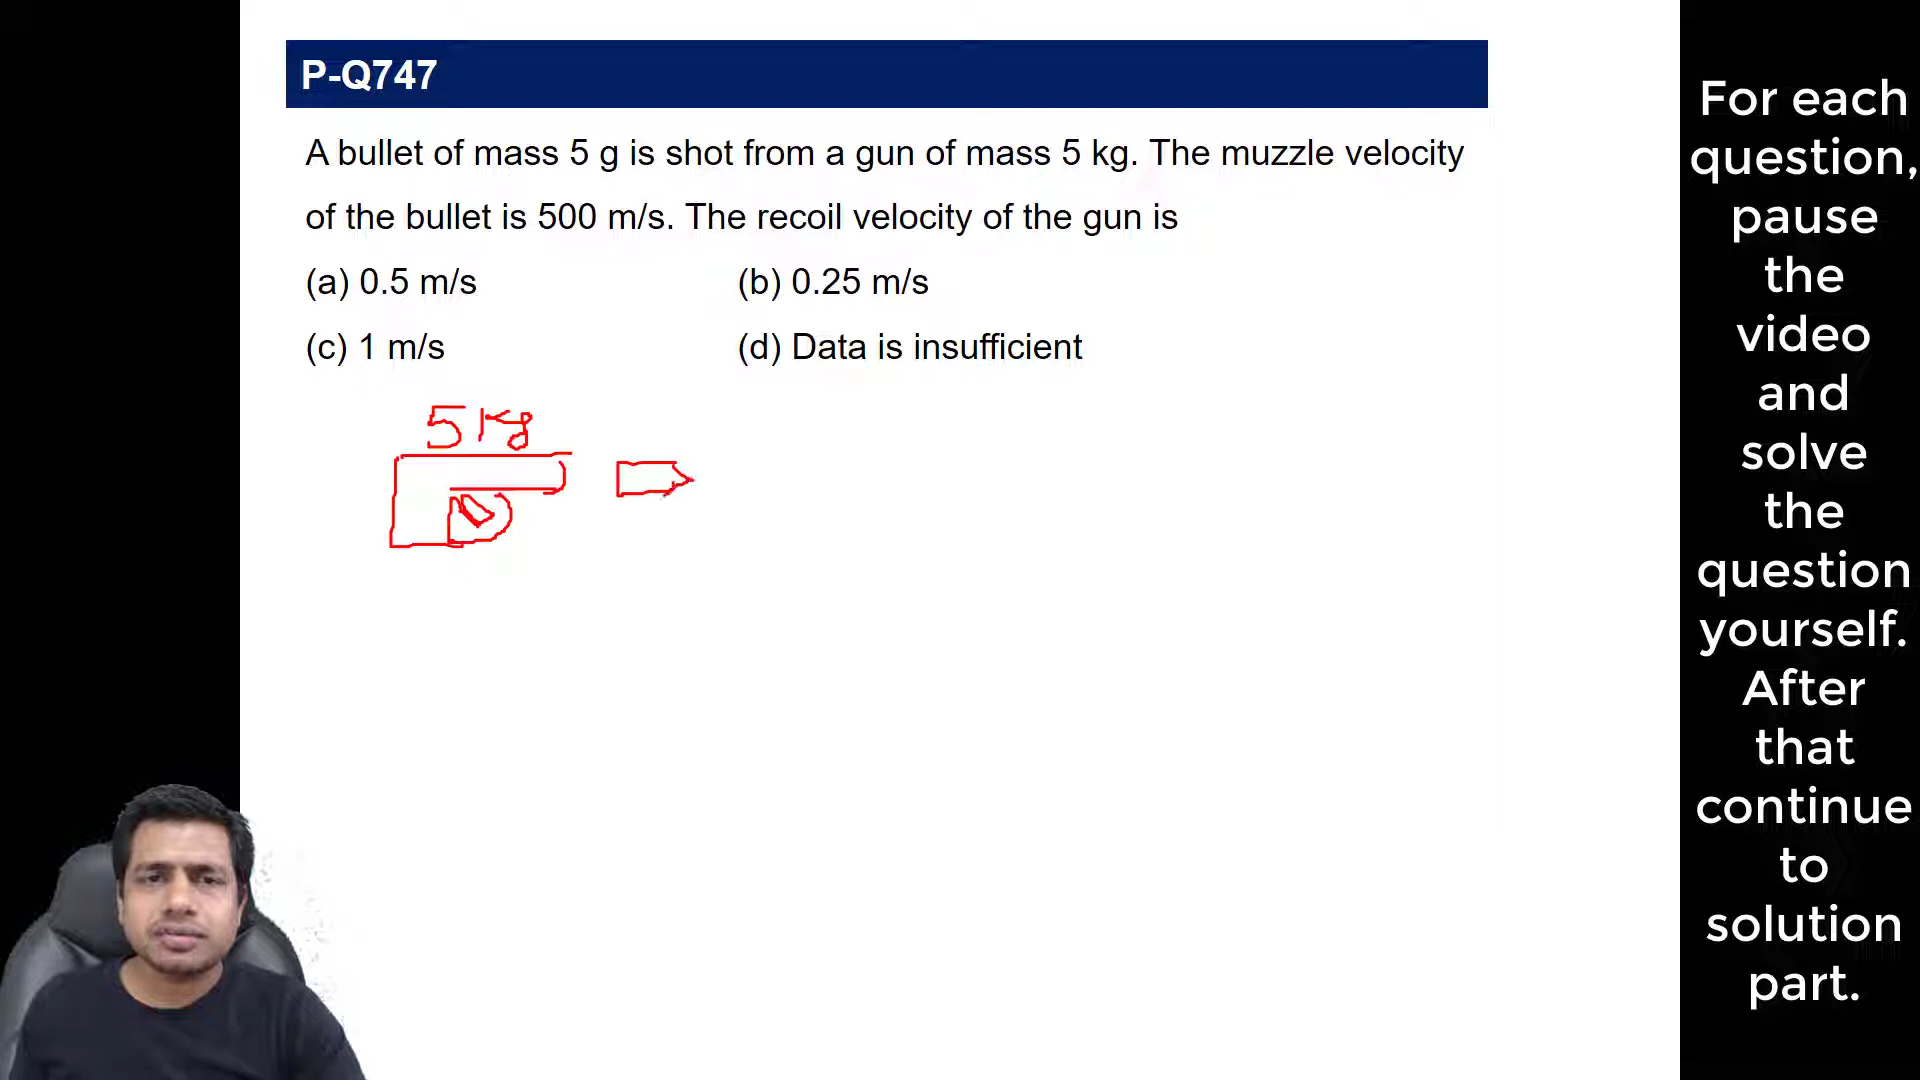 P-Q747
A bullet of mass 5 g is shot from a gun of mass 5 kg. The muzzle velocity
of the bullet is 500 m/s. The recoil velocity of the gun is
(a) 0.5 m/s (b) 0.25 m/s
(c) 1 m/s (d) Data is insufficient
5 Kg
For each
question,
pause
the
video
and
solve
the
question
yourself.
After
that
continue
to
solution
part.